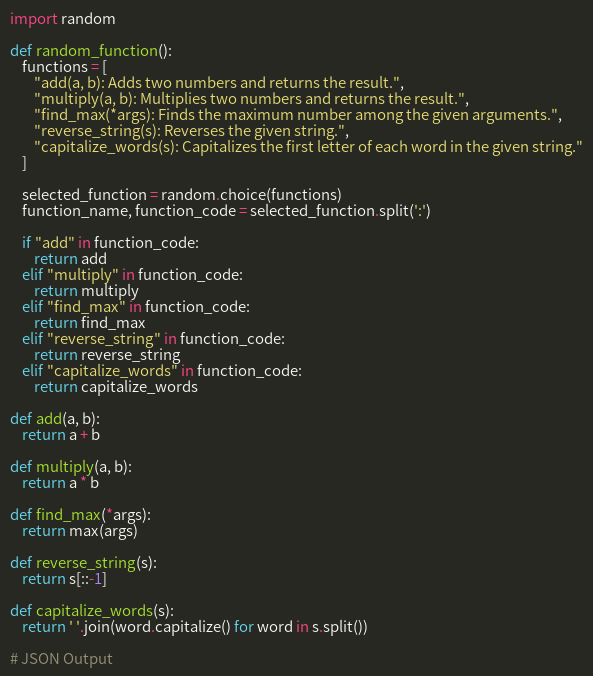 import random
def random_function():
functions = [
"add(a, b): Adds two numbers and returns the result.",
"multiply(a, b): Multiplies two numbers and returns the result.",
"find_max(*args): Finds the maximum number among the given arguments.",
"reverse_string(s): Reverses the given string.",
"capitalize_words(s): Capitalizes the first letter of each word in the given string."
]
selected_function = random.choice(functions)
function_name, function_code = selected_function.split(':')
if "add" in function_code:
return add
elif "multiply" in function_code:
return multiply
elif "find_max" in function_code:
return find_max
elif "reverse_string" in function_code:
return reverse_string
elif "capitalize_words" in function_code:
return capitalize_words
def add(a, b):
return a + b
def multiply(a, b):
return a * b
def find_max(*args):
return max(args)
def reverse_string(s):
return s[::-1]
def capitalize_words(s):
return ' '.join(word.capitalize() for word in s.split())
# JSON Output